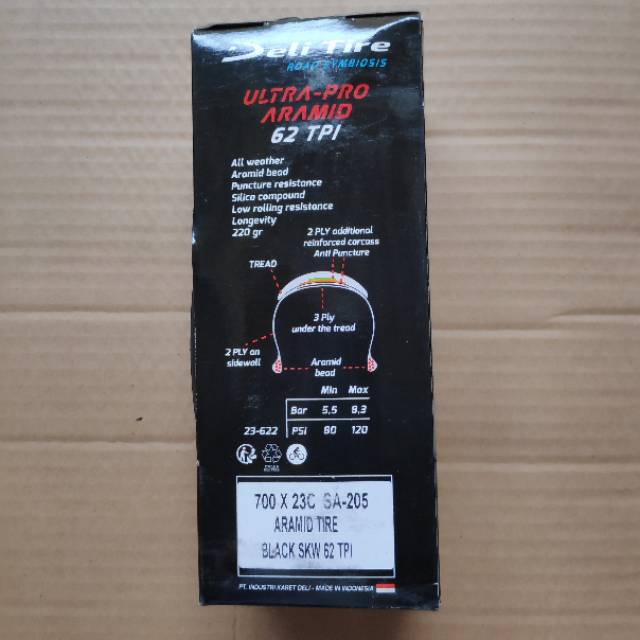 Deli Tire
ROAD SYMBIOSIS
ULTRA-PRO
ARAMID
62 TPI
All weather
Aramid bead
Puncture resistance
Silica compound
Low rolling resistance
Longevity
220 gr
2 PLY additional
reinforced carcass
Anti Puncture
TREAD
3 Ply
under the tread
2 PLY on
sidewall
Aramid
bead
Min Max
Bar 5,5 8,3
23-622 PSI 80 120
700 X 23C SA-205
ARAMID TIRE
BLACK SKW 62 TPI
PT. INDUSTRI KARET DELI - MADE IN INDONESIA